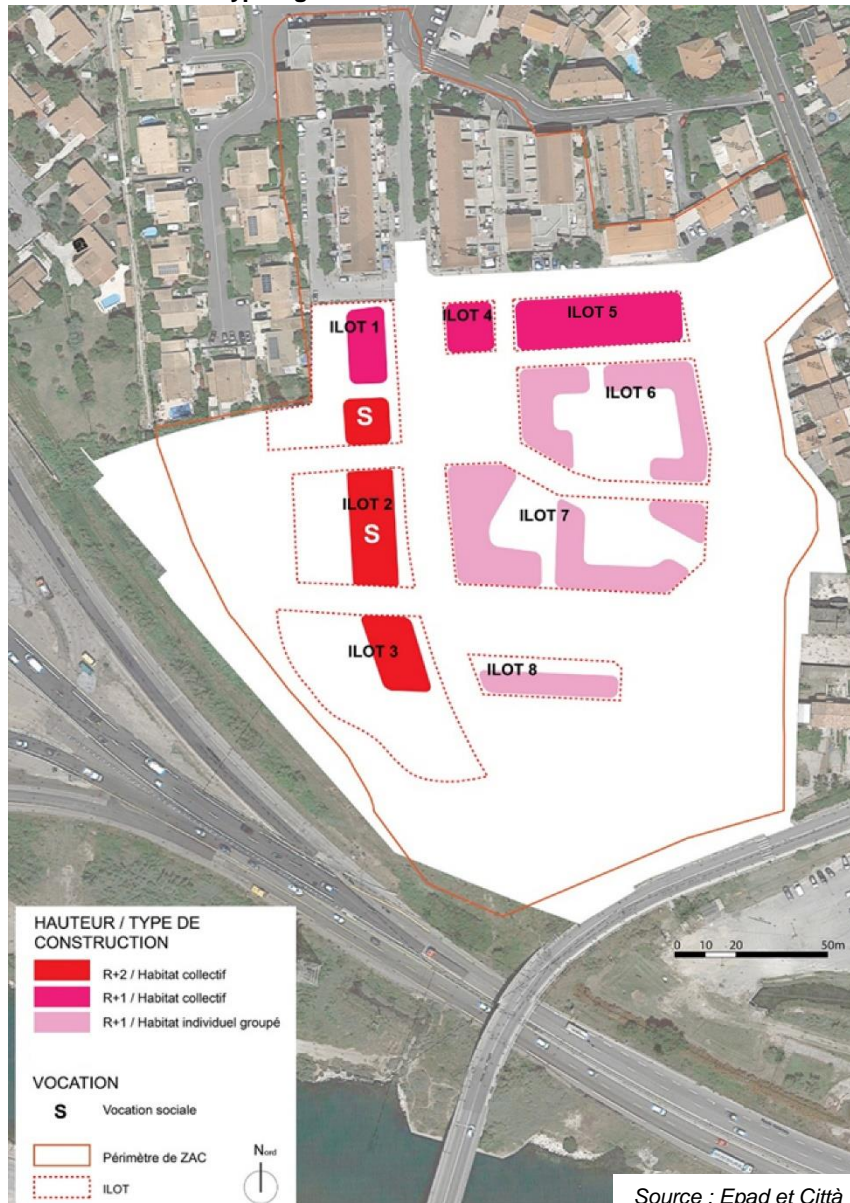 ILOT 1
ILOT 4
ILOT 5
S
ILOT 6
ILOT 2
S
ILOT 7
ILOT 3
ILOT 8
0 10 20 50m
HAUTEUR / TYPE DE
CONSTRUCTION
R+2 / Habitat collectif
R+1 / Habitat collectif
R+1 / Habitat individuel groupé
VOCATION
S Vocation sociale
Périmètre de ZAC
ILOT
Nord
Source : Epad et Città